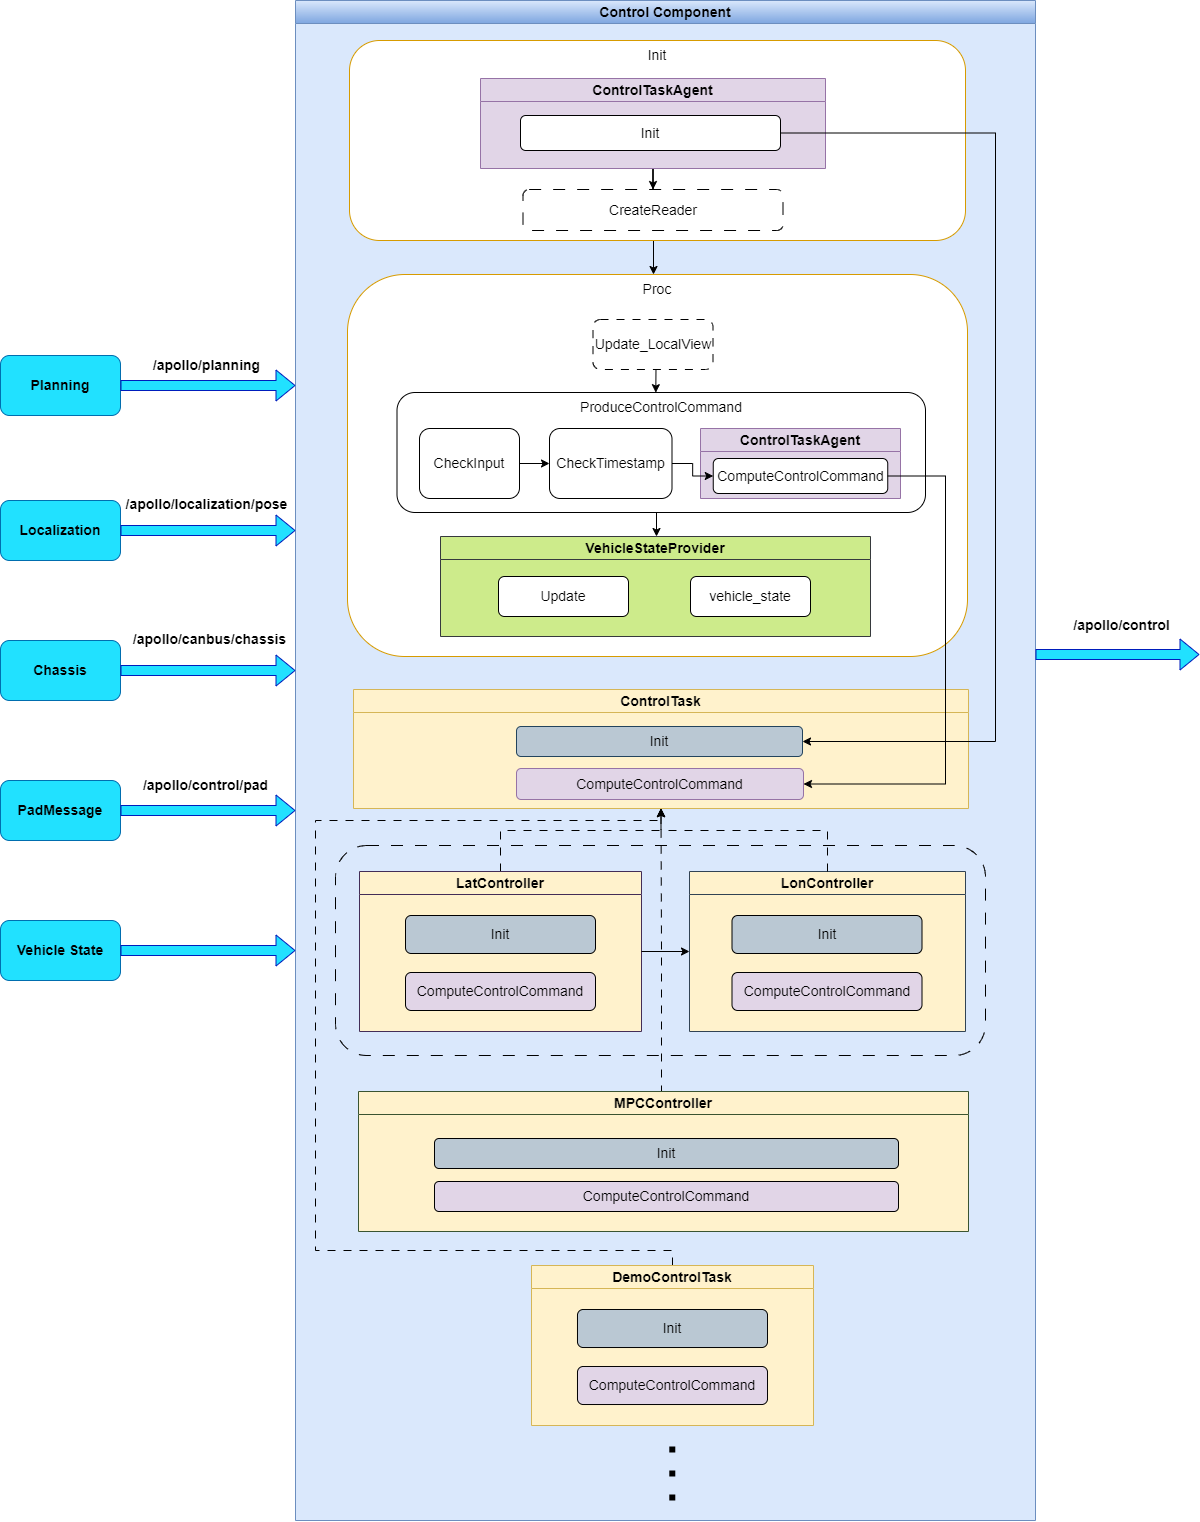 Control Component
Init
ControlTaskAgent
Init
CreateReader
Proc
Update_LocalView
ProduceControlCommand
CheckInput
CheckTimestamp
ControlTaskAgent
ComputeControlCommand
VehicleStateProvider
Update
vehicle_state
Planning
/apollo/planning
Localization
/apollo/localization/pose
Chassis
/apollo/canbus/chassis
PadMessage
/apollo/control/pad
Vehicle State
/apollo/control
ControlTask
Init
ComputeControlCommand
LatController
Init
ComputeControlCommand
LonController
Init
ComputeControlCommand
MPCController
Init
ComputeControlCommand
DemoControlTask
Init
ComputeControlCommand